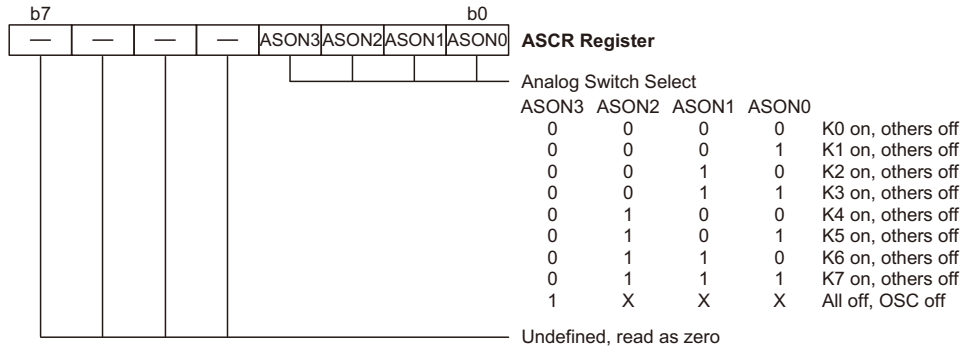 b7 b0
— — — — ASON3 ASON2 ASON1 ASON0 ASCR Register
Analog Switch Select
ASON3 ASON2 ASON1 ASON0
0 0 0 0 K0 on, others off
0 0 0 1 K1 on, others off
0 0 1 0 K2 on, others off
0 0 1 1 K3 on, others off
0 1 0 0 K4 on, others off
0 1 0 1 K5 on, others off
0 1 1 0 K6 on, others off
0 1 1 1 K7 on, others off
1 X X X All off, OSC off
Undefined, read as zero